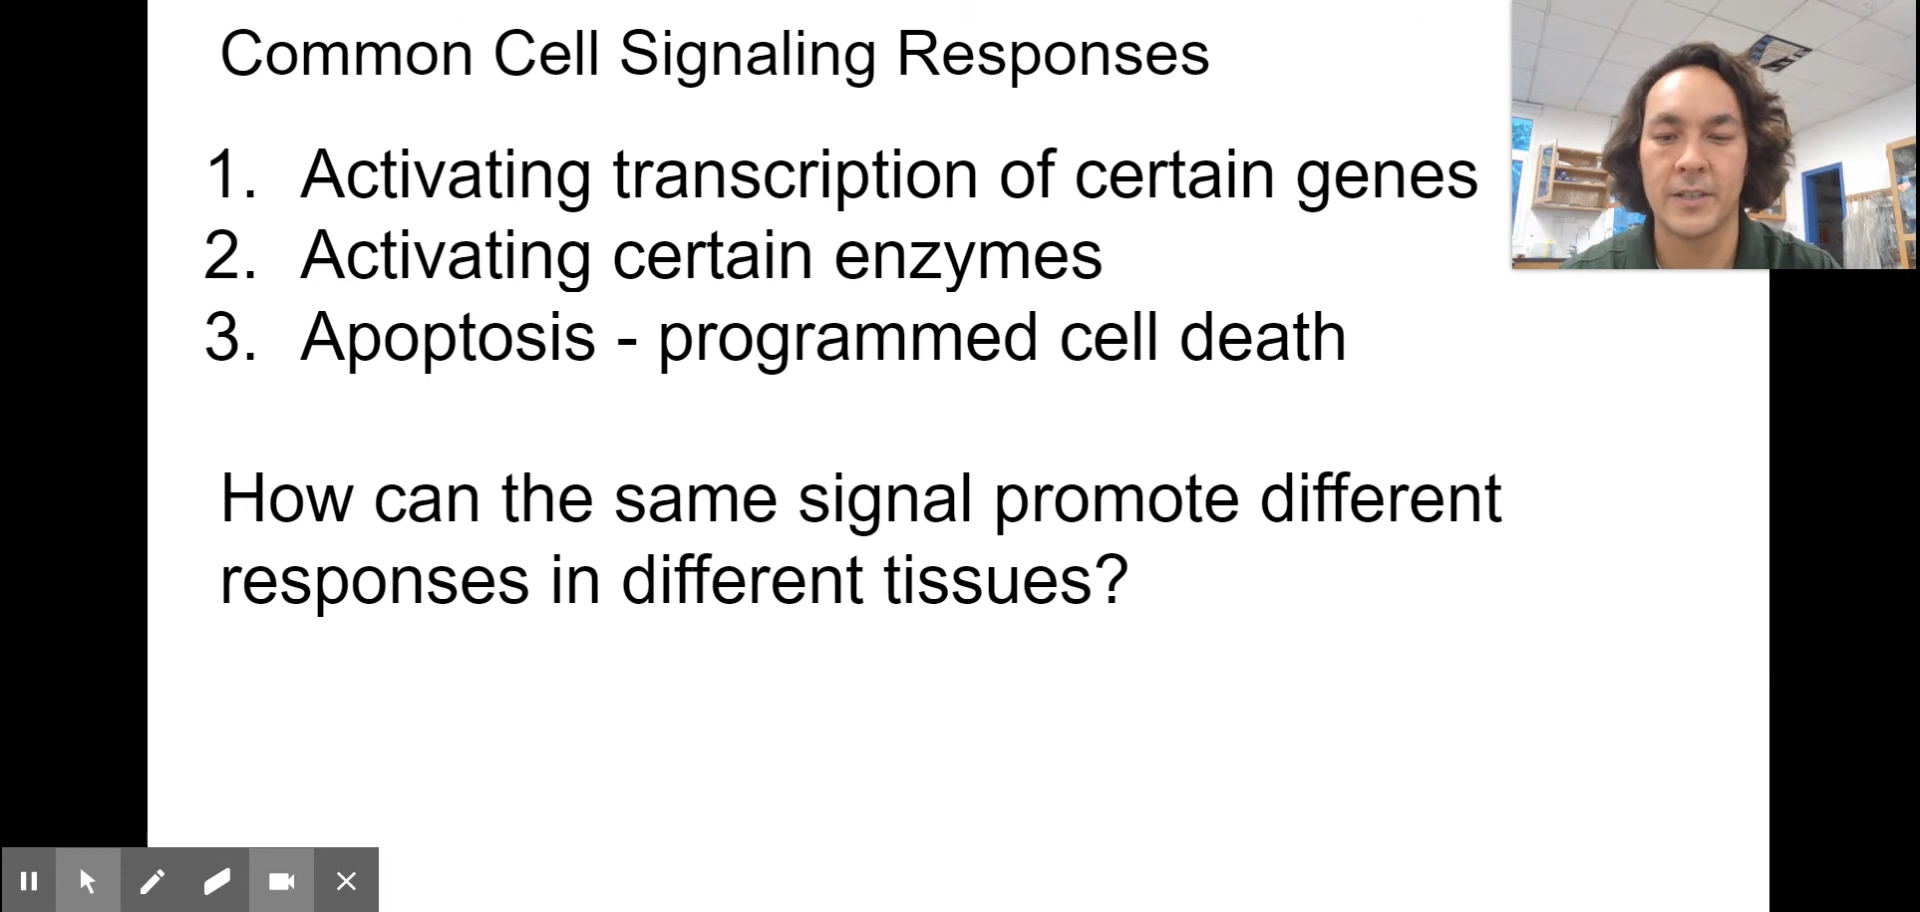 Common Cell Signaling Responses
1. Activating transcription of certain genes
2. Activating certain enzymes
3. Apoptosis - programmed cell death
How can the same signal promote different
responses in different tissues?